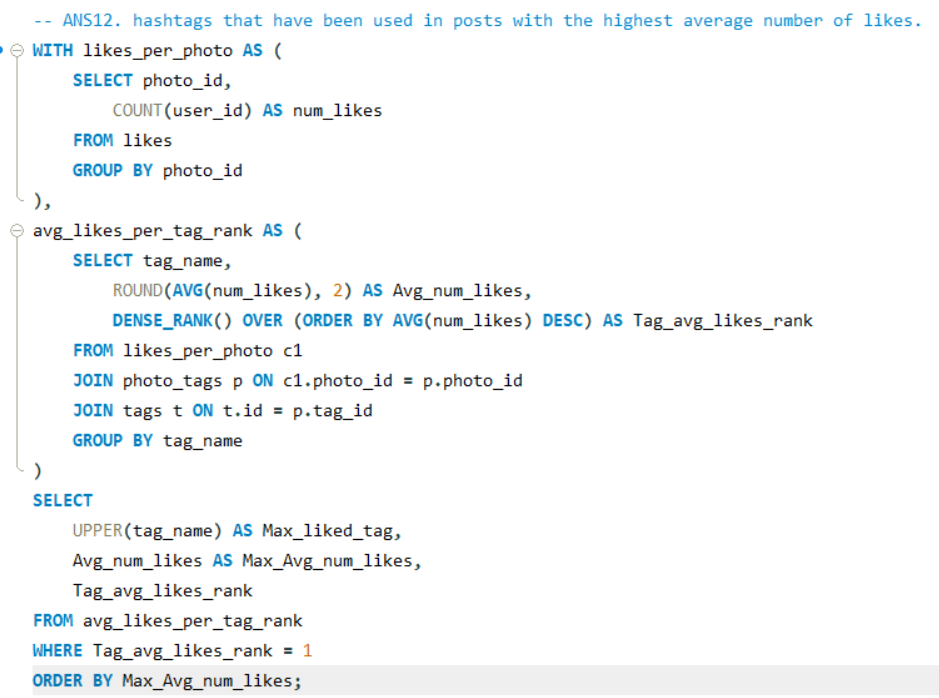 -- ANS12. hashtags that have been used in posts with the highest average number of likes.
WITH likes_per_photo AS (
    SELECT photo_id,
        COUNT(user_id) AS num_likes
    FROM likes
    GROUP BY photo_id
),
avg_likes_per_tag_rank AS (
    SELECT tag_name,
        ROUND(AVG(num_likes), 2) AS Avg_num_likes,
        DENSE_RANK() OVER (ORDER BY AVG(num_likes) DESC) AS Tag_avg_likes_rank
    FROM likes_per_photo c1
    JOIN photo_tags p ON c1.photo_id = p.photo_id
    JOIN tags t ON t.id = p.tag_id
    GROUP BY tag_name
)
SELECT
    UPPER(tag_name) AS Max_liked_tag,
    Avg_num_likes AS Max_Avg_num_likes,
    Tag_avg_likes_rank
FROM avg_likes_per_tag_rank
WHERE Tag_avg_likes_rank = 1
ORDER BY Max_Avg_num_likes;